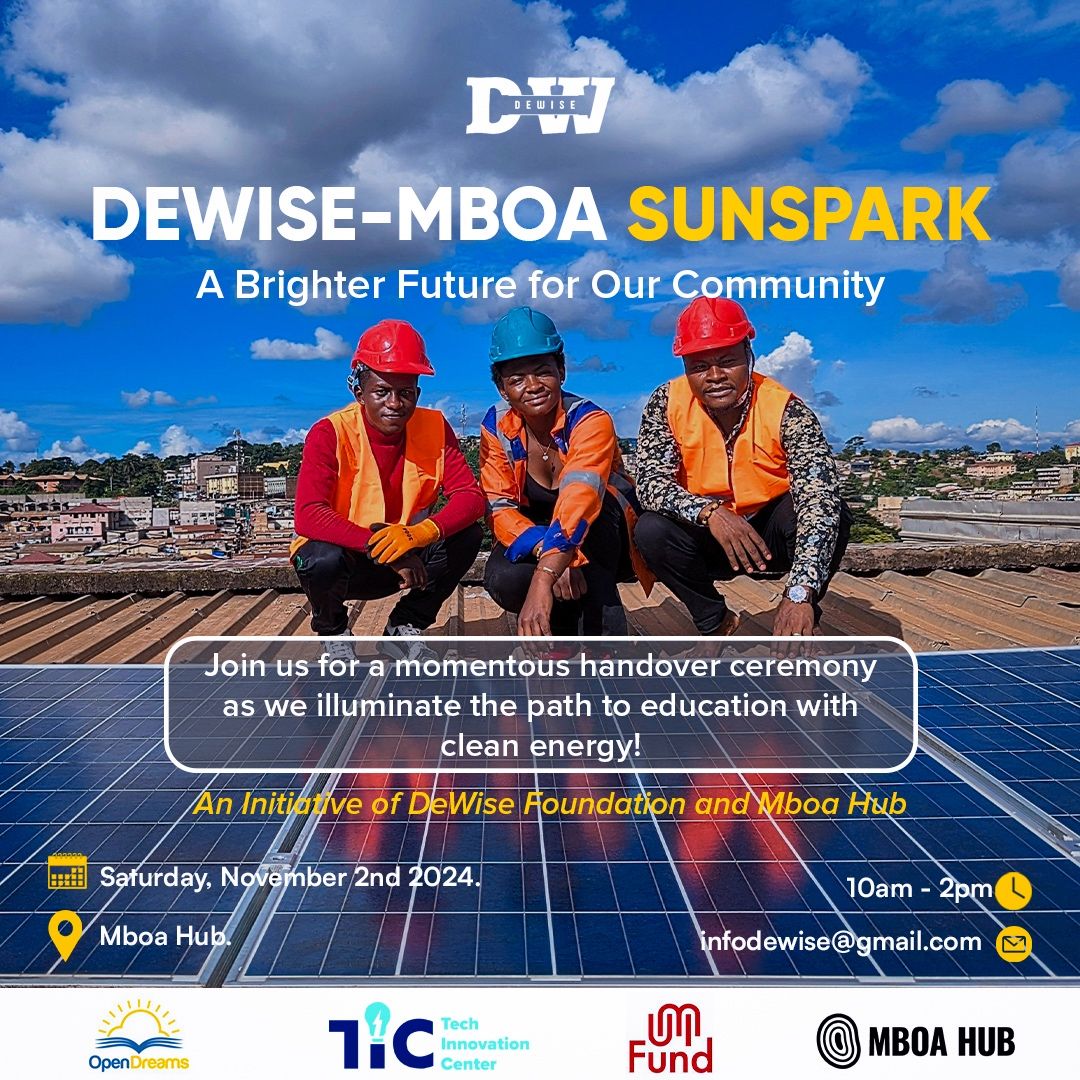 DW
DEWISE
DEWISE-MBOA SUNSPARK
A Brighter Future for Our Community
Join us for a momentous handover ceremony
as we illuminate the path to education with
clean energy!
An Initiative of DeWise Foundation and Mboa Hub
Saturday, November 2nd 2024.
10am - 2pm
Mboa Hub.
infodewise@gmail.com
OpenDreams
TIC
Tech
Innovation
Center
UM
Fund
MBOA HUB